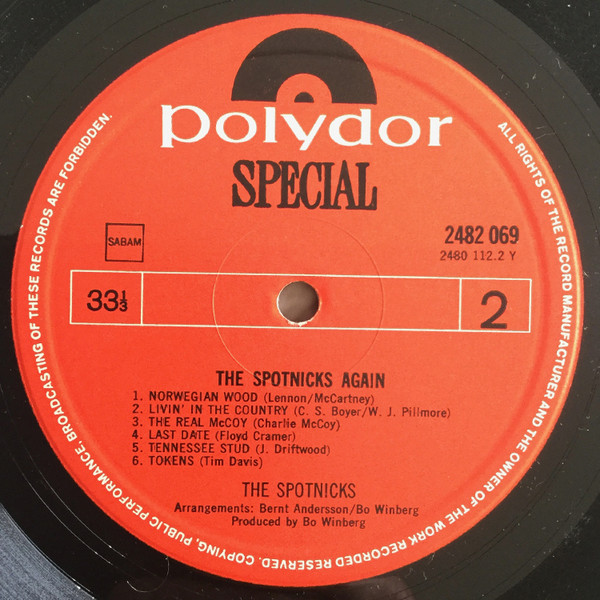 polydor
SPECIAL
SABAM
2482 069
2480 112.2 Y
33⅓
2
THE SPOTNICKS AGAIN
1. NORWEGIAN WOOD (Lennon/McCartney)
2. LIVIN' IN THE COUNTRY (C. S. Boyer/W. J. Pillmore)
3. THE REAL McCOY (Charlie McCoy)
4. LAST DATE (Floyd Cramer)
5. TENNESSEE STUD (J. Driftwood)
6. TOKENS (Tim Davis)
THE SPOTNICKS
Arrangements: Bernt Andersson/Bo Winberg
Produced by Bo Winberg
ALL RIGHTS OF THE RECORD MANUFACTURER AND THE OWNER OF THE WORK RECORDED RESERVED. COPYING, PUBLIC PERFORMANCE, BROADCASTING OF THESE RECORDS ARE FORBIDDEN.